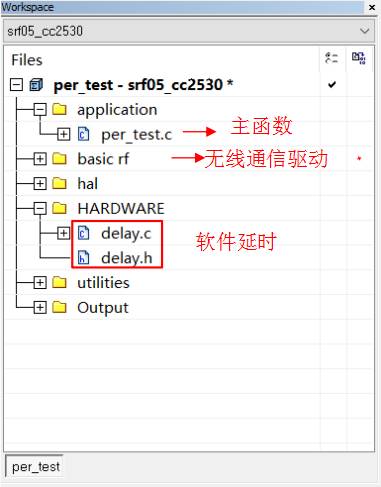 Workspace
srf05_cc2530
Files
per_test - srf05_cc2530 *
application
per_test.c 主函数
basic rf 无线通信驱动
hal
HARDWARE
delay.c
软件延时
delay.h
utilities
Output
per_test